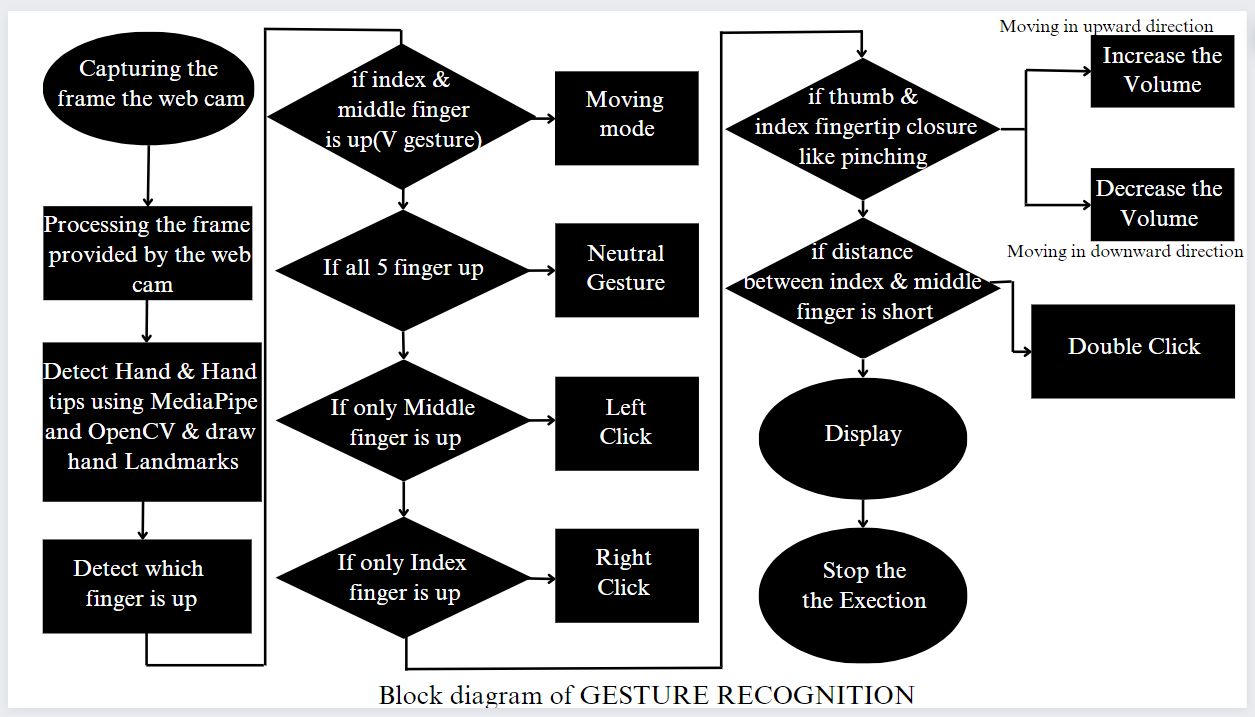 Capturing the
frame the web cam
Processing the frame
provided by the web
cam
Detect Hand & Hand
tips using MediaPipe
and OpenCV & draw
hand Landmarks
Detect which
finger is up
if index &
middle finger
is up(V gesture)
Moving
mode
If all 5 finger up
Neutral
Gesture
If only Middle
finger is up
Left
Click
If only Index
finger is up
Right
Click
if thumb &
index fingertip closure
like pinching
Moving in upward direction
Increase the
Volume
Decrease the
Volume
Moving in downward direction
if distance
between index & middle
finger is short
Double Click
Display
Stop the
the Exection
Block diagram of GESTURE RECOGNITION